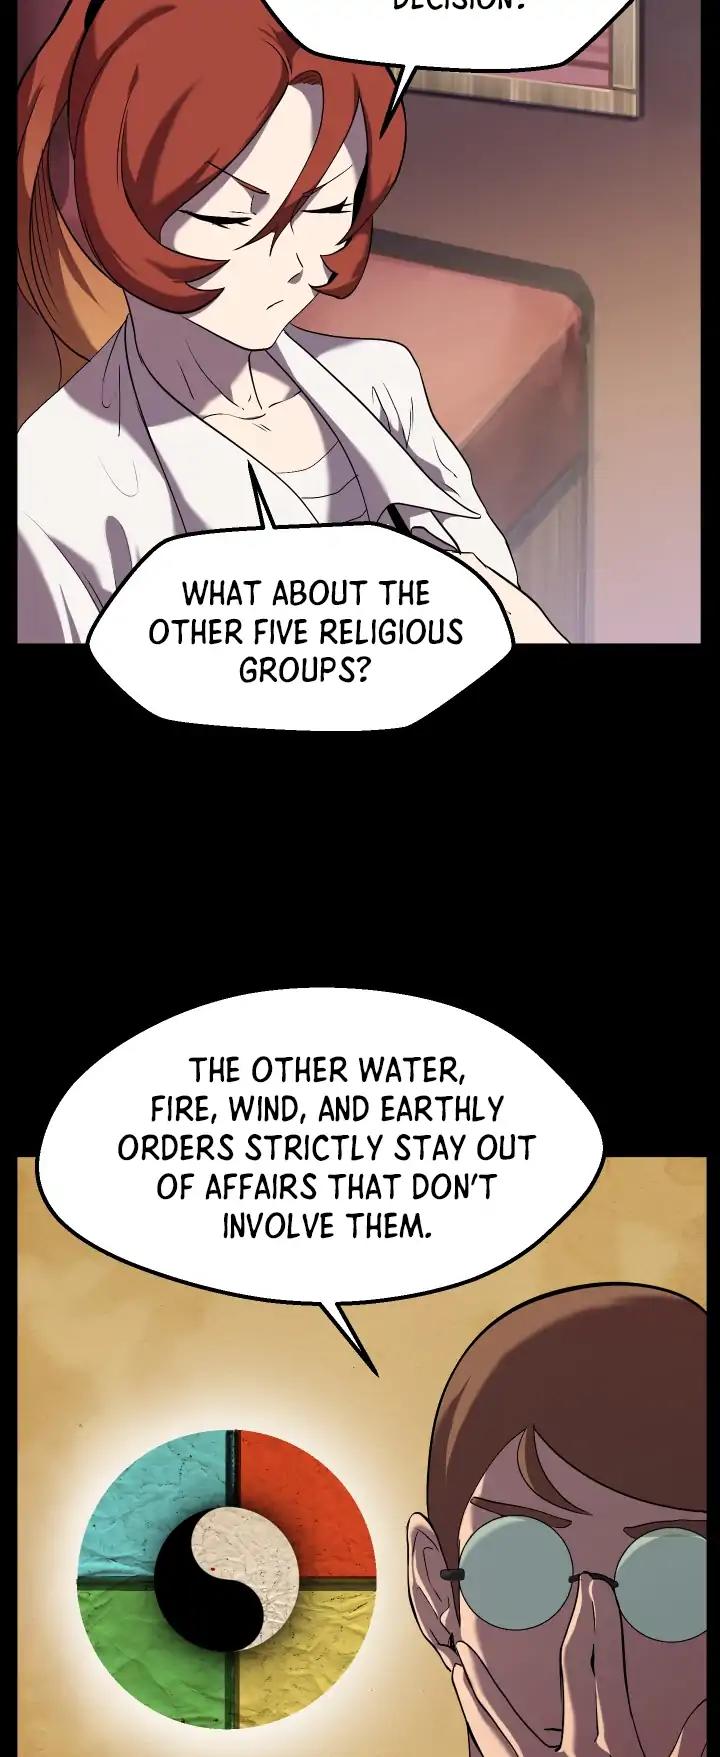 DECISION.
WHAT ABOUT THE
OTHER FIVE RELIGIOUS
GROUPS?
THE OTHER WATER,
FIRE, WIND, AND EARTHLY
ORDERS STRICTLY STAY OUT
OF AFFAIRS THAT DON'T
INVOLVE THEM.